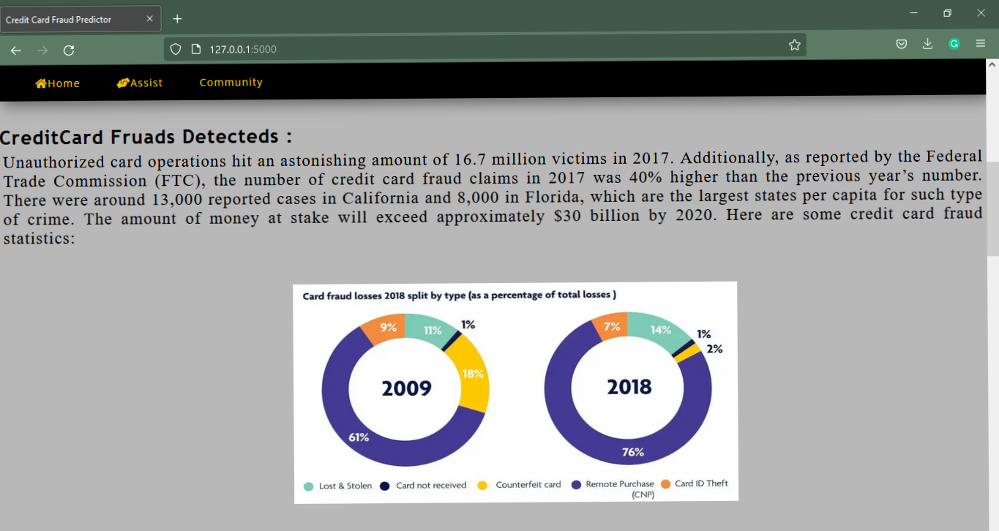 Credit Card Fraud Predictor
127.0.0.1:5000
Home Assist Community
CreditCard Fruads Detecteds :
Unauthorized card operations hit an astonishing amount of 16.7 million victims in 2017. Additionally, as reported by the Federal
Trade Commission (FTC), the number of credit card fraud claims in 2017 was 40% higher than the previous year’s number.
There were around 13,000 reported cases in California and 8,000 in Florida, which are the largest states per capita for such type
of crime. The amount of money at stake will exceed approximately $30 billion by 2020. Here are some credit card fraud
statistics:
Card fraud losses 2018 split by type (as a percentage of total losses )
9% 11% 1%
18%
2009
61%
7% 14% 1%
2%
2018
76%
Lost & Stolen Card not received Counterfeit card Remote Purchase Card ID Theft
(CNP)